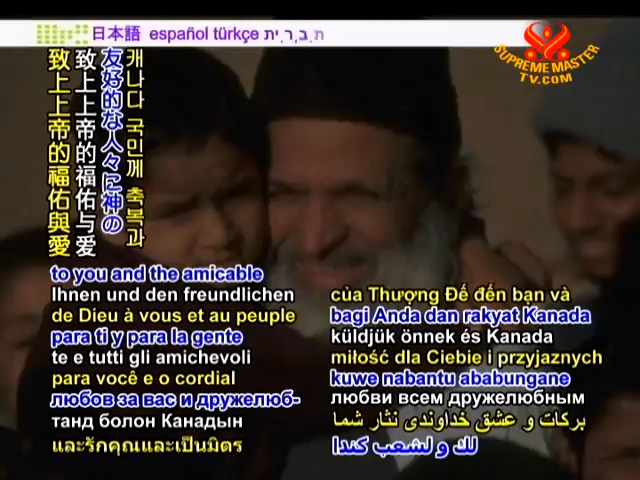 日本語 español türkçe ת ֻב ְר ִית
SUPREME MASTER
TV.COM
致上上帝的福佑與愛
致上上帝的福佑与爱
友好的な人々に神の
캐나다 국민께 축복과
to you and the amicable
Ihnen und den freundlichen
de Dieu à vous et au peuple
para ti y para la gente
te e tutti gli amichevoli
para você e o cordial
любов за вас и дружелюб-
танд болон Канадын
และรักคุณและเป็นมิตร
của Thượng Đế đến bạn và
bagi Anda dan rakyat Kanada
küldjük önnek és Kanada
miłość dla Ciebie i przyjaznych
kuwe nabantu ababungane
любви всем дружелюбным
برکات و عشق خداوندی نثار شما
لك و لشعب كندا